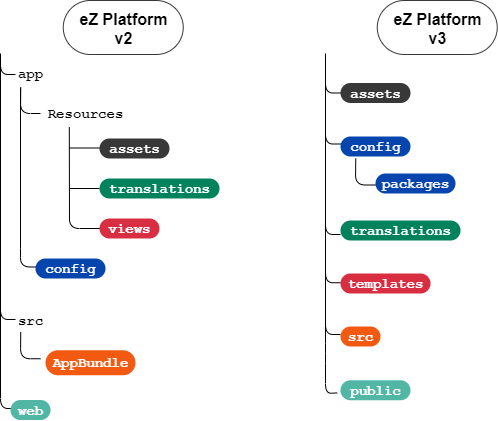 eZ Platform
v2
app
Resources
assets
translations
views
config
src
AppBundle
web
eZ Platform
v3
assets
config
packages
translations
templates
src
public